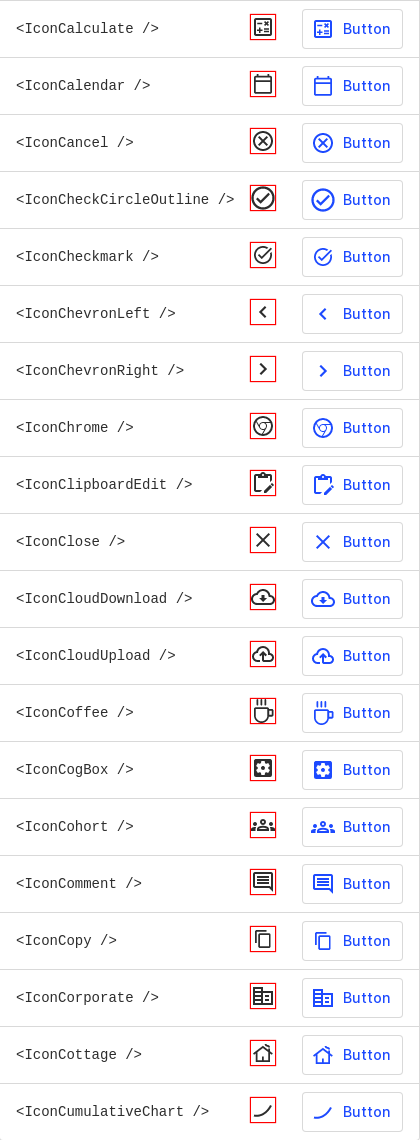 <IconCalculate /> Button
<IconCalendar /> Button
<IconCancel /> Button
<IconCheckCircleOutline /> Button
<IconCheckmark /> Button
<IconChevronLeft /> Button
<IconChevronRight /> Button
<IconChrome /> Button
<IconClipboardEdit /> Button
<IconClose /> Button
<IconCloudDownload /> Button
<IconCloudUpload /> Button
<IconCoffee /> Button
<IconCogBox /> Button
<IconCohort /> Button
<IconComment /> Button
<IconCopy /> Button
<IconCorporate /> Button
<IconCottage /> Button
<IconCumulativeChart /> Button